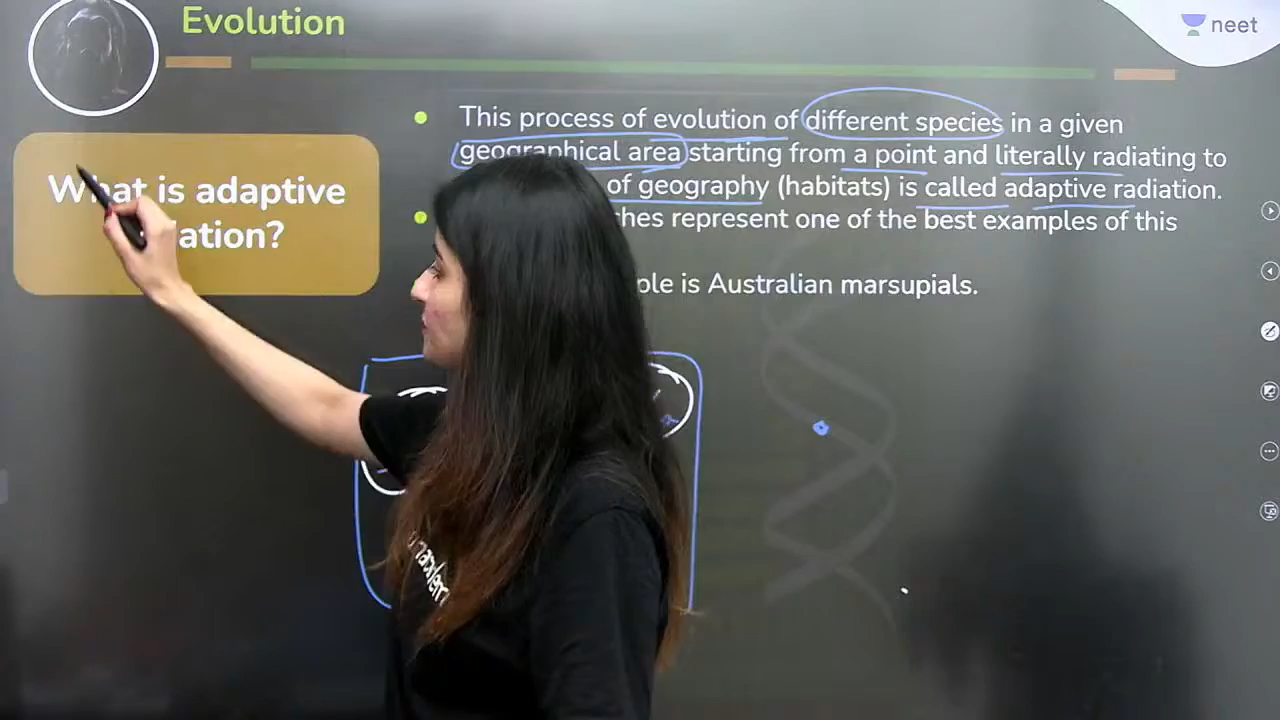 Evolution
neet
What is adaptive
ation?
This process of evolution of different species in a given
geographical area starting from a point and literally radiating to
of geography (habitats) is called adaptive radiation.
hes represent one of the best examples of this
ple is Australian marsupials.